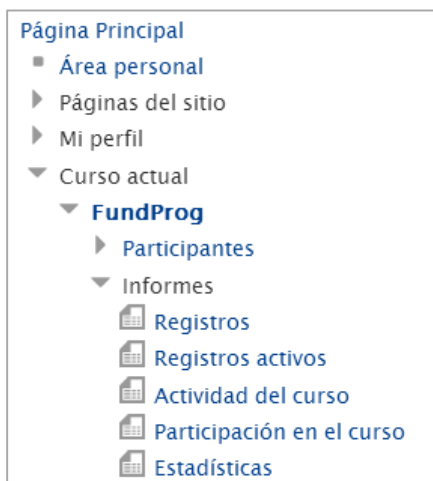 Página Principal
Área personal
Páginas del sitio
Mi perfil
Curso actual
FundProg
Participantes
Informes
Registros
Registros activos
Actividad del curso
Participación en el curso
Estadísticas